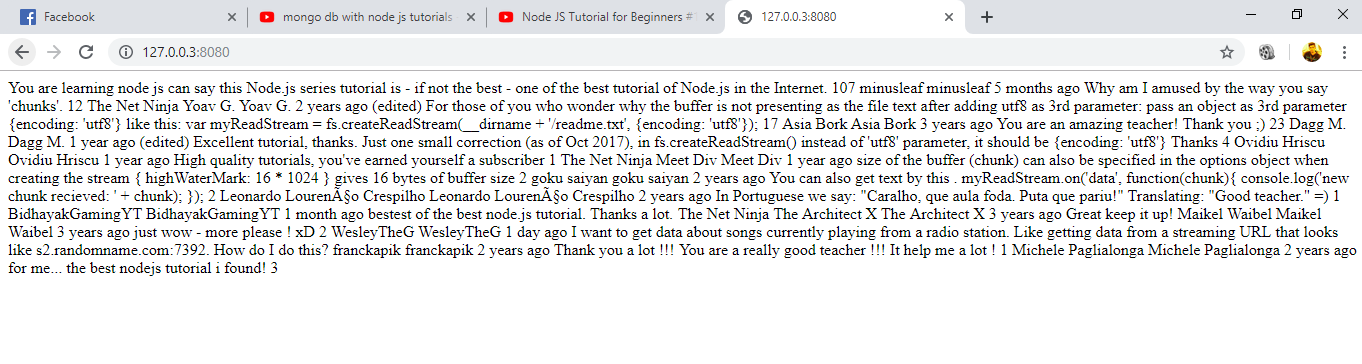 Facebook
mongo db with node js tutorials
Node JS Tutorial for Beginners #
127.0.0.3:8080
127.0.0.3:8080
You are learning node js can say this Node.js series tutorial is - if not the best - one of the best tutorial of Node.js in the Internet. 107 minusleaf minusleaf 5 months ago Why am I amused by the way you say
'chunks'. 12 The Net Ninja Yoav G. Yoav G. 2 years ago (edited) For those of you who wonder why the buffer is not presenting as the file text after adding utf8 as 3rd parameter: pass an object as 3rd parameter
{encoding: 'utf8'} like this: var myReadStream = fs.createReadStream(__dirname + '/readme.txt', {encoding: 'utf8'}); 17 Asia Bork Asia Bork 3 years ago You are an amazing teacher! Thank you ;) 23 Dagg M.
Dagg M. 1 year ago (edited) Excellent tutorial, thanks. Just one small correction (as of Oct 2017), in fs.createReadStream() instead of 'utf8' parameter, it should be {encoding: 'utf8'} Thanks 4 Ovidiu Hriscu
Ovidiu Hriscu 1 year ago High quality tutorials, you've earned yourself a subscriber 1 The Net Ninja Meet Div Meet Div 1 year ago size of the buffer (chunk) can also be specified in the options object when
creating the stream { highWaterMark: 16 * 1024 } gives 16 bytes of buffer size 2 goku saiyan goku saiyan 2 years ago You can also get text by this . myReadStream.on('data', function(chunk){ console.log('new
chunk recieved: ' + chunk); }); 2 Leonardo LourenÃ§o Crespilho Leonardo LourenÃ§o Crespilho 2 years ago In Portuguese we say: "Caralho, que aula foda. Puta que pariu!" Translating: "Good teacher." =) 1
BidhayakGamingYT BidhayakGamingYT 1 month ago bestest of the best node.js tutorial. Thanks a lot. The Net Ninja The Architect X The Architect X 3 years ago Great keep it up! Maikel Waibel Maikel
Waibel 3 years ago just wow - more please ! xD 2 WesleyTheG WesleyTheG 1 day ago I want to get data about songs currently playing from a radio station. Like getting data from a streaming URL that looks
like s2.randomname.com:7392. How do I do this? franckapik franckapik 2 years ago Thank you a lot !!! You are a really good teacher !!! It help me a lot ! 1 Michele Paglialonga Michele Paglialonga 2 years ago
for me... the best nodejs tutorial i found! 3